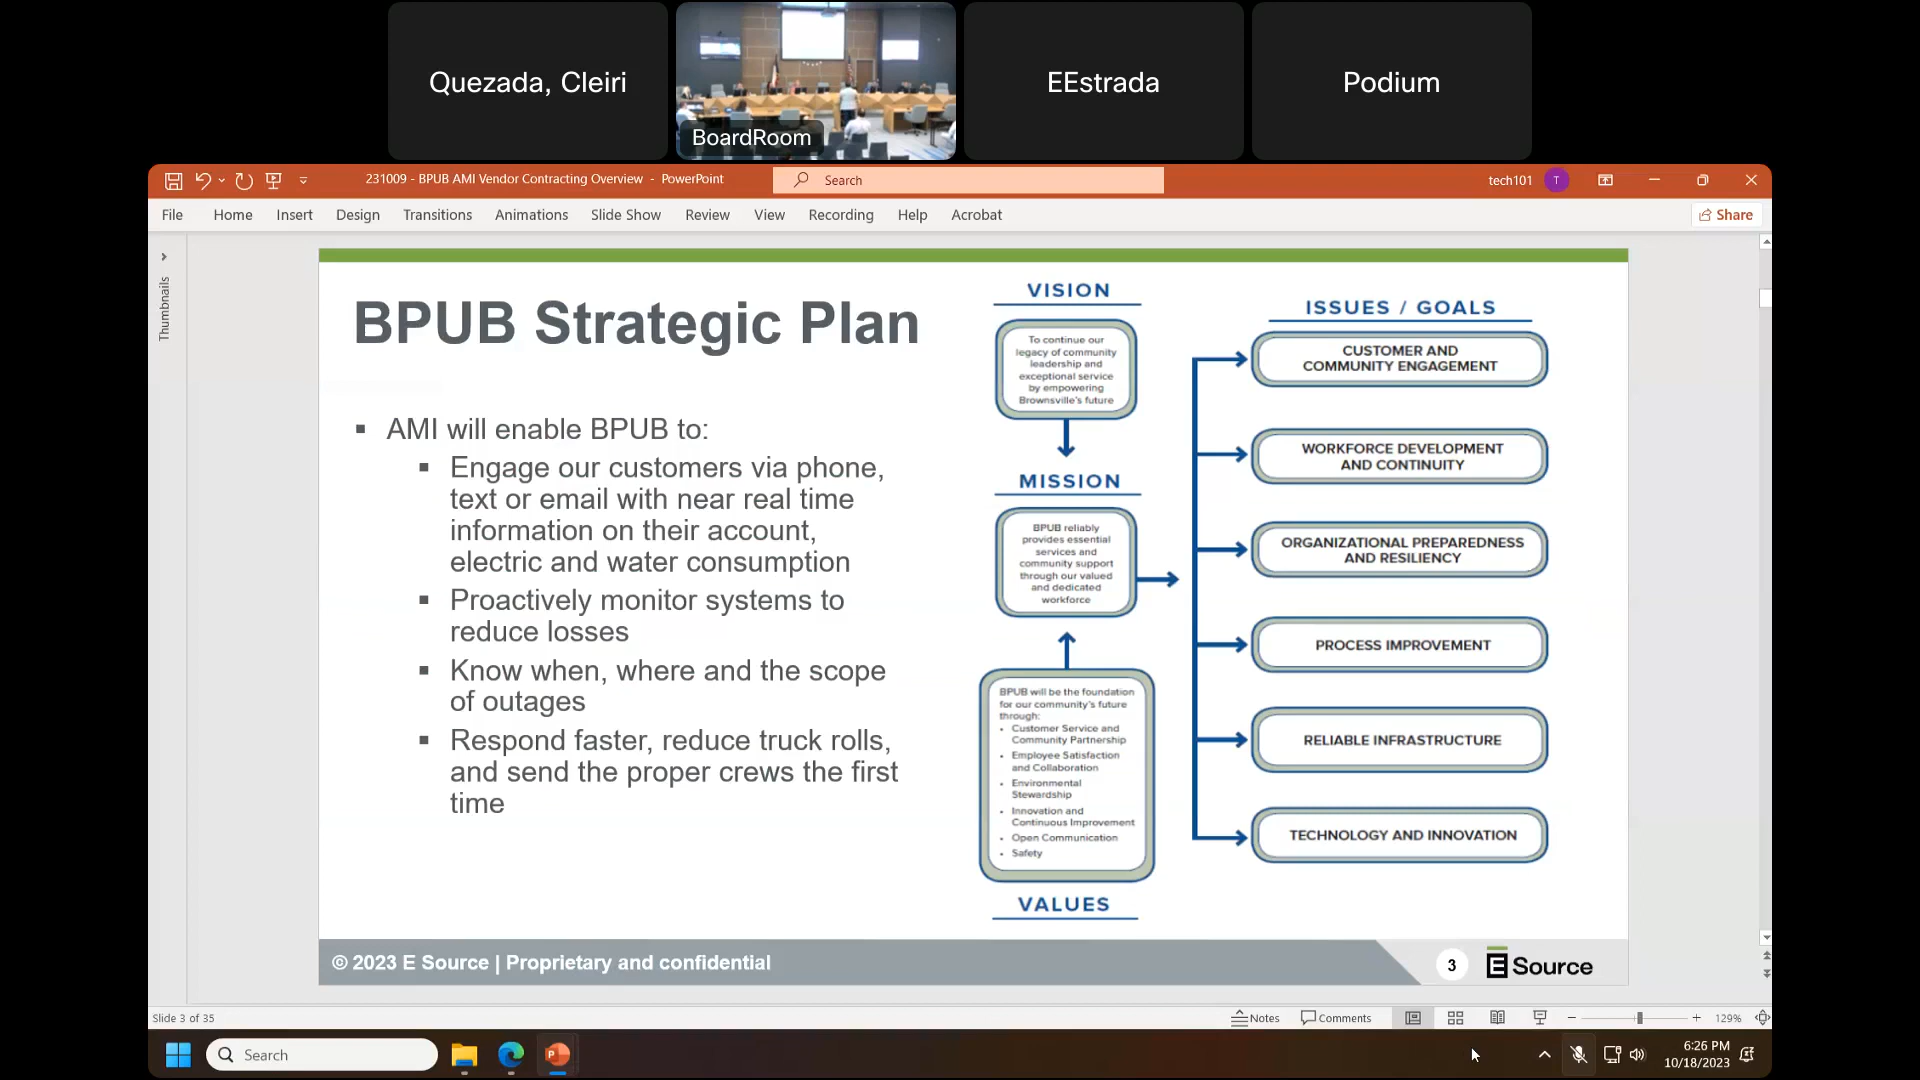 Quezada, Cleiri
BoardRoom
EEstrada
Podium
231009 - BPUB AMI Vendor Contracting Overview - PowerPoint
Search
tech101
T
File Home Insert Design Transitions Animations Slide Show Review View Recording Help Acrobat
Share
Thumbnails
BPUB Strategic Plan
AMI will enable BPUB to:
Engage our customers via phone,
text or email with near real time
information on their account,
electric and water consumption
Proactively monitor systems to
reduce losses
Know when, where and the scope
of outages
Respond faster, reduce truck rolls,
and send the proper crews the first
time
VISION
To continue our
legacy of community
leadership and
exceptional service
by empowering
Brownsville's future
MISSION
BPUB reliably
provides essential
services and
community support
through our valued
and dedicated
workforce
BPUB will be the foundation
for our community's future
through:
• Customer Service and
Community Partnership
• Employee Satisfaction
and Collaboration
• Environmental
Stewardship
• Innovation and
Continuous Improvement
• Open Communication
• Safety
VALUES
ISSUES / GOALS
CUSTOMER AND
COMMUNITY ENGAGEMENT
WORKFORCE DEVELOPMENT
AND CONTINUITY
ORGANIZATIONAL PREPAREDNESS
AND RESILIENCY
PROCESS IMPROVEMENT
RELIABLE INFRASTRUCTURE
TECHNOLOGY AND INNOVATION
© 2023 E Source | Proprietary and confidential
3
E Source
Slide 3 of 35
Notes
Comments
129%
Search
6:26 PM
10/18/2023